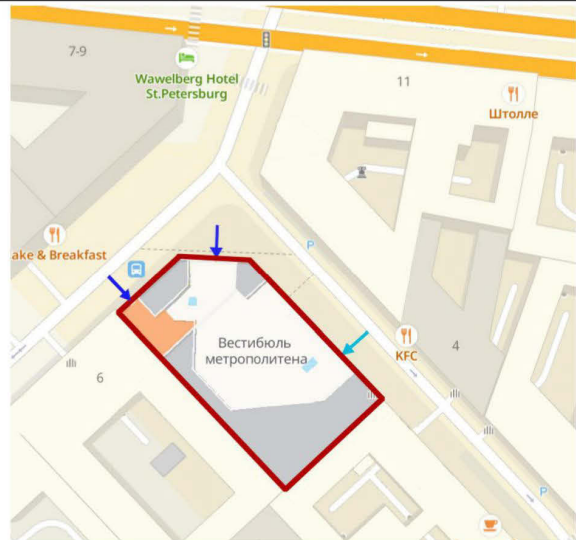 7-9
Wawelberg Hotel
St.Petersburg
11
Штолле
ake & Breakfast
P
Вестибюль
метрополитена
KFC
4
6
P